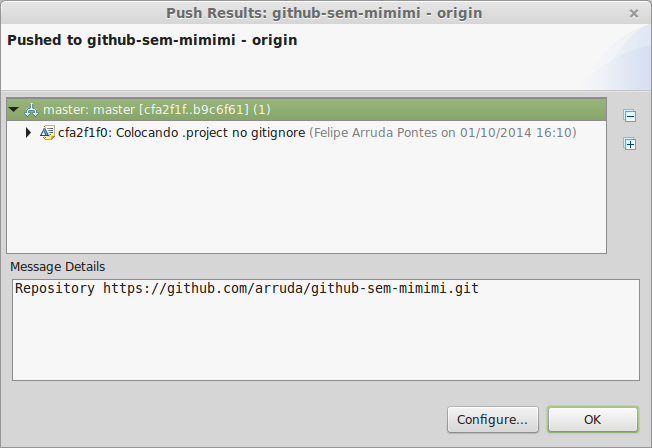 Push Results: github-sem-mimimi - origin
Pushed to github-sem-mimimi - origin
master: master [cfa2f1f..b9c6f61] (1)
cfa2f1f0: Colocando .project no gitignore (Felipe Arruda Pontes on 01/10/2014 16:10)
Message Details
Repository https://github.com/arruda/github-sem-mimimi.git
Configure... OK